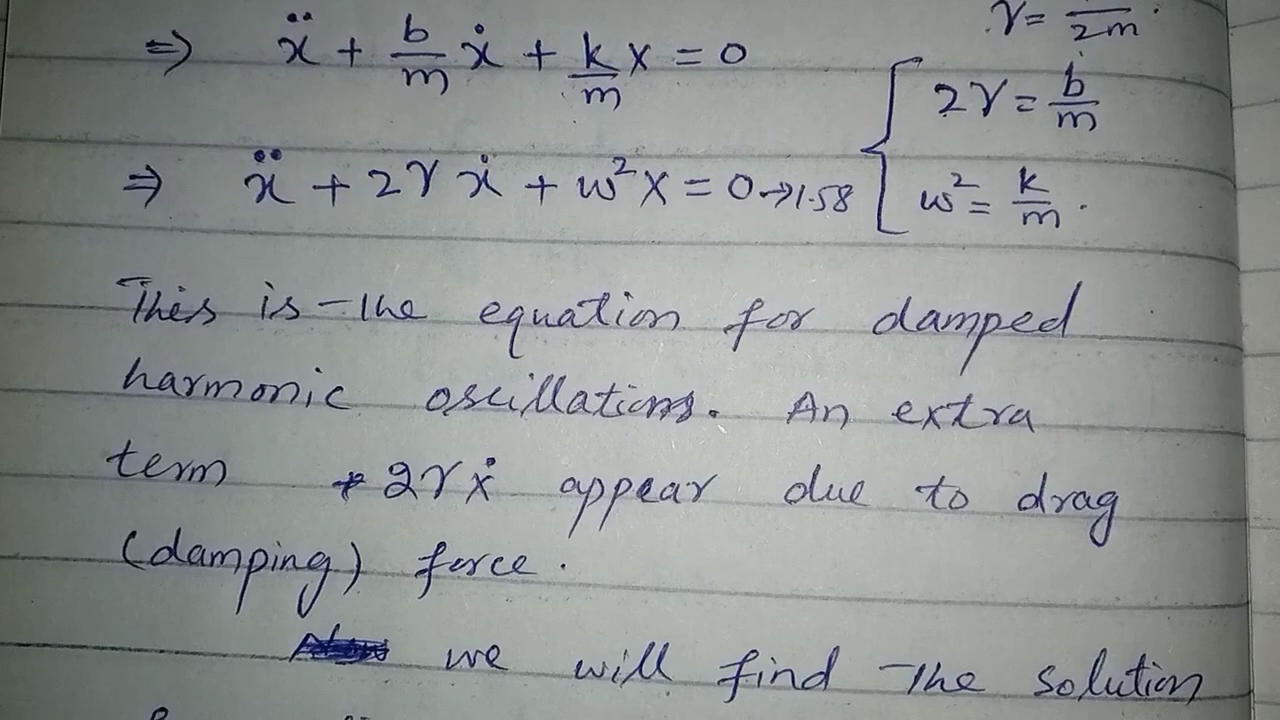 γ = /2m.
⇒ ẍ + b/m ẋ + k/m x = 0
2γ = b/m
⇒ ẍ + 2γẋ + ω²x = 0 → 1.58
ω² = k/m.
This is the equation for damped
harmonic oscillations. An extra
term + 2γẋ appear due to drag
(damping) force.
we will find the solution